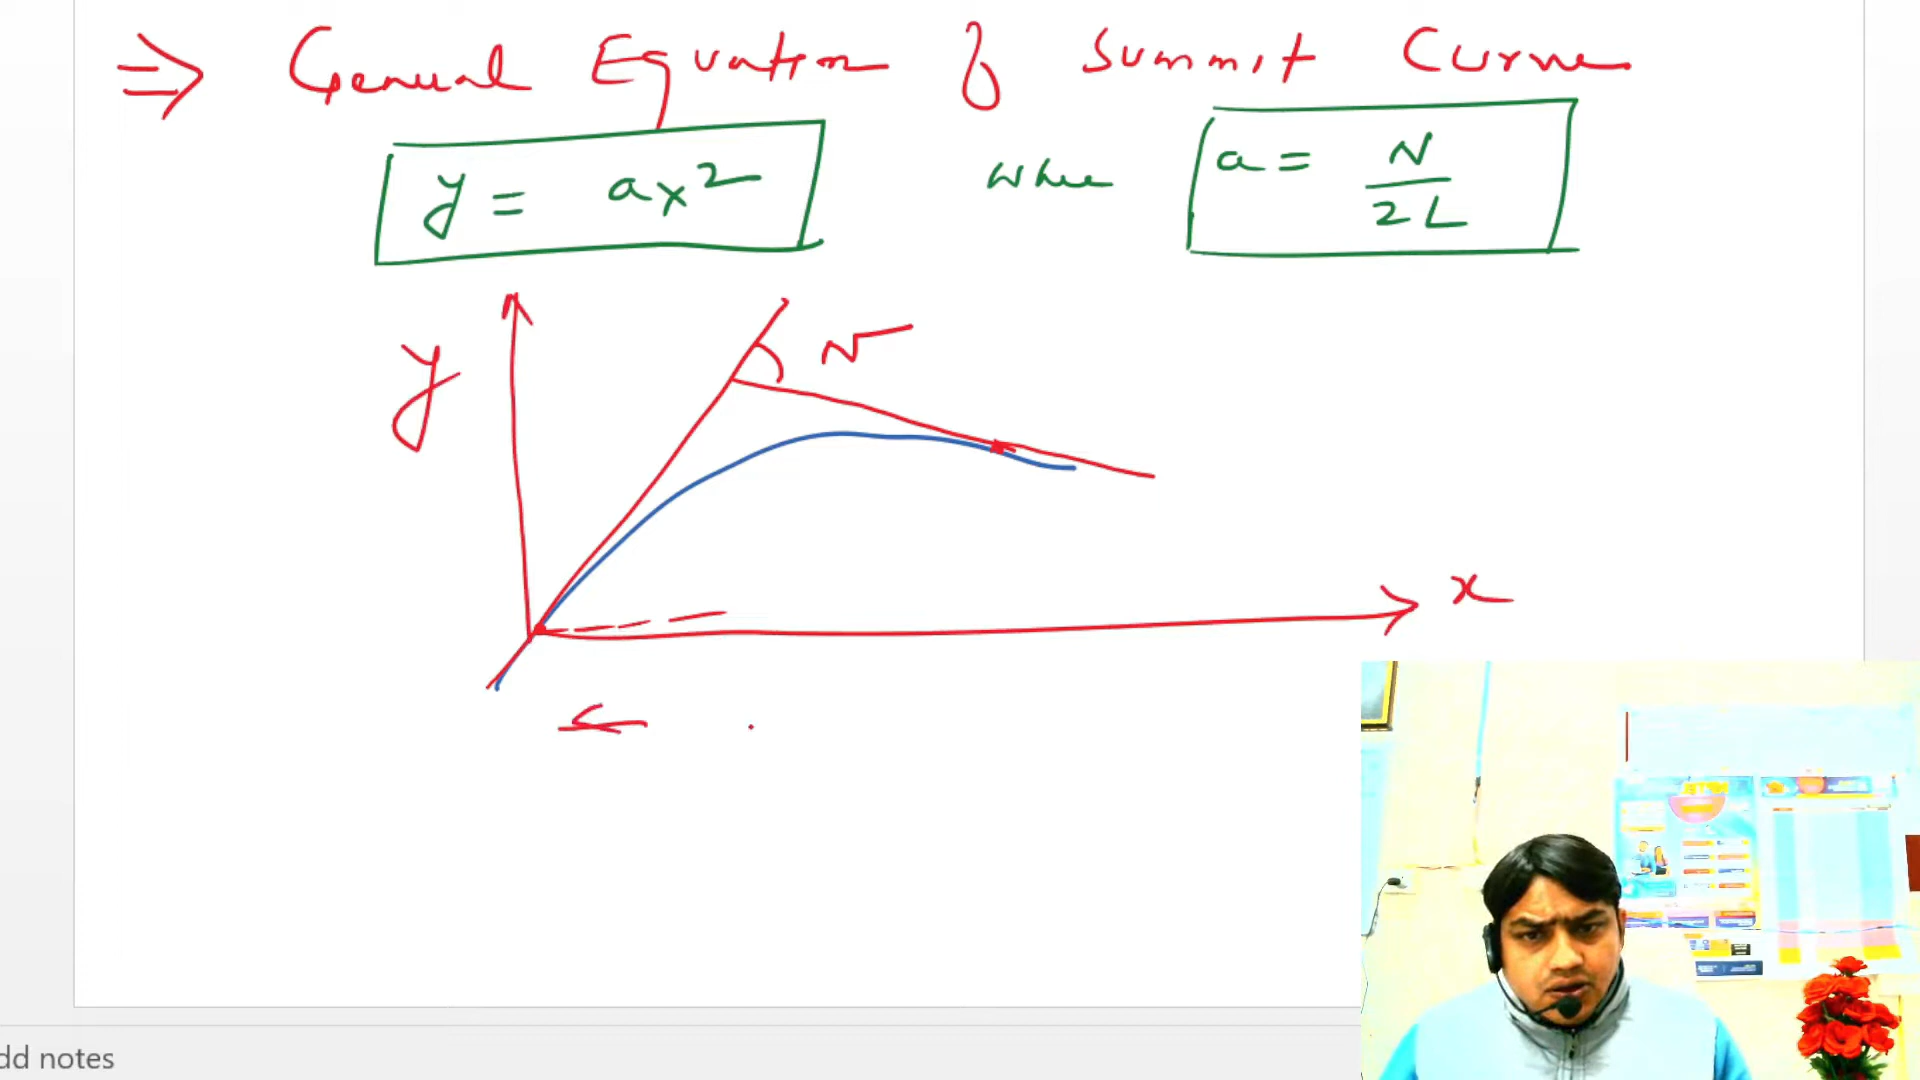 ⇒ General Equation of Summit Curve
y = ax² where a = N/2L
N
y
x
dd notes